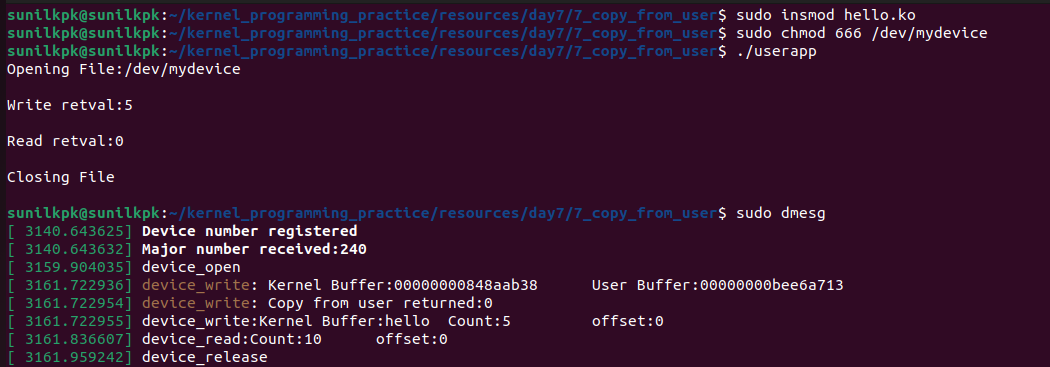 sunilkpk@sunilkpk:~/kernel_programming_practice/resources/day7/7_copy_from_user$ sudo insmod hello.ko
sunilkpk@sunilkpk:~/kernel_programming_practice/resources/day7/7_copy_from_user$ sudo chmod 666 /dev/mydevice
sunilkpk@sunilkpk:~/kernel_programming_practice/resources/day7/7_copy_from_user$ ./userapp
Opening File:/dev/mydevice
Write retval:5
Read retval:0
Closing File
sunilkpk@sunilkpk:~/kernel_programming_practice/resources/day7/7_copy_from_user$ sudo dmesg
[ 3140.643625] Device number registered
[ 3140.643632] Major number received:240
[ 3159.904035] device_open
[ 3161.722936] device_write: Kernel Buffer:00000000848aab38      User Buffer:00000000bee6a713
[ 3161.722954] device_write: Copy from user returned:0
[ 3161.722955] device_write:Kernel Buffer:hello  Count:5         offset:0
[ 3161.836607] device_read:Count:10      offset:0
[ 3161.959242] device_release